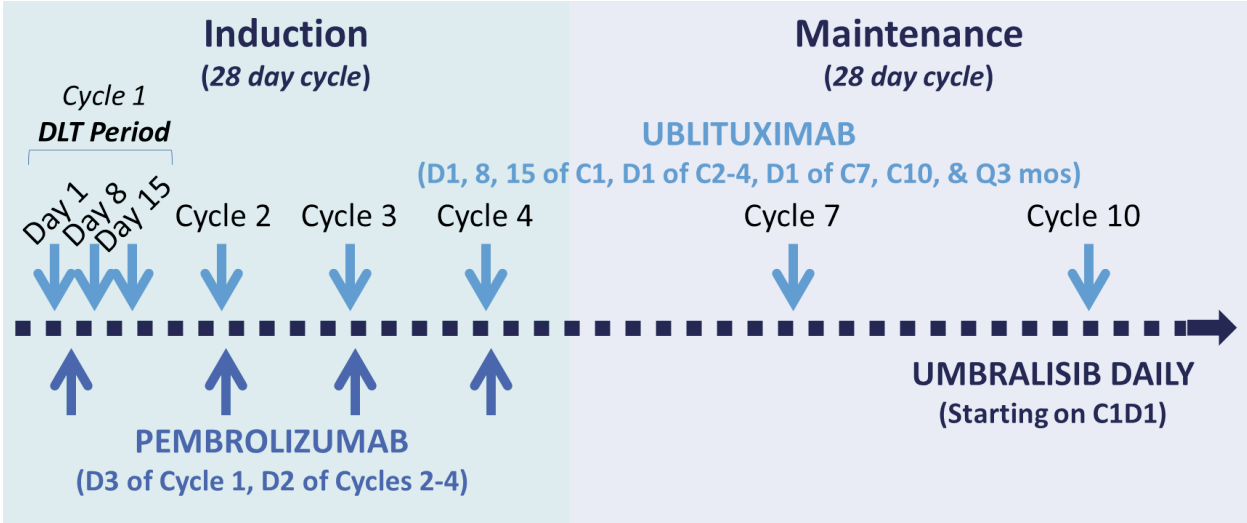 Induction
(28 day cycle)
Maintenance
(28 day cycle)
Cycle 1
DLT Period
UBLITUXIMAB
(D1, 8, 15 of C1, D1 of C2-4, D1 of C7, C10, & Q3 mos)
Day 1
Day 8
Day 15
Cycle 2
Cycle 3
Cycle 4
Cycle 7
Cycle 10
UMBRALISIB DAILY
(Starting on C1D1)
PEMBROLIZUMAB
(D3 of Cycle 1, D2 of Cycles 2-4)